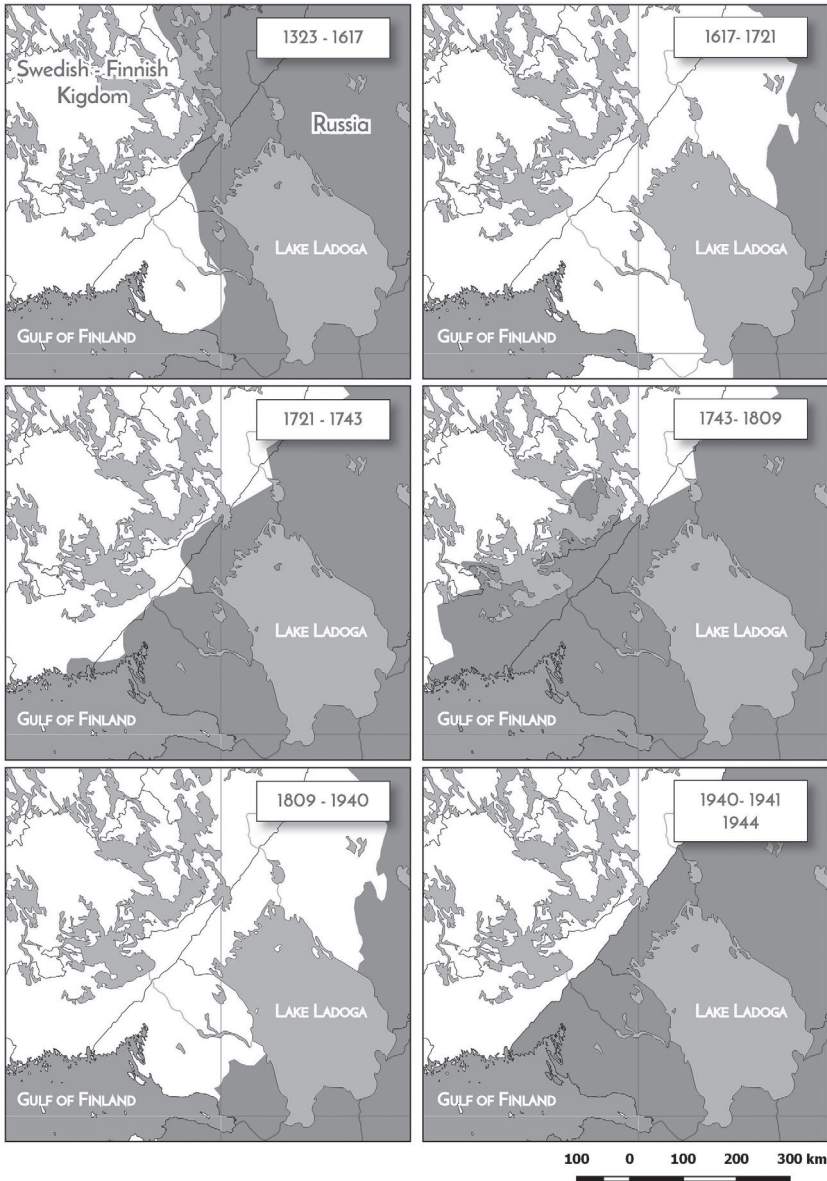 1323 - 1617
Swedish - Finnish
Kigdom
Russia
LAKE LADOGA
GULF OF FINLAND
1617- 1721
LAKE LADOGA
GULF OF FINLAND
1721 - 1743
LAKE LADOGA
GULF OF FINLAND
1743- 1809
LAKE LADOGA
GULF OF FINLAND
1809 - 1940
LAKE LADOGA
GULF OF FINLAND
1940- 1941
1944
LAKE LADOGA
GULF OF FINLAND
100 0 100 200 300 km